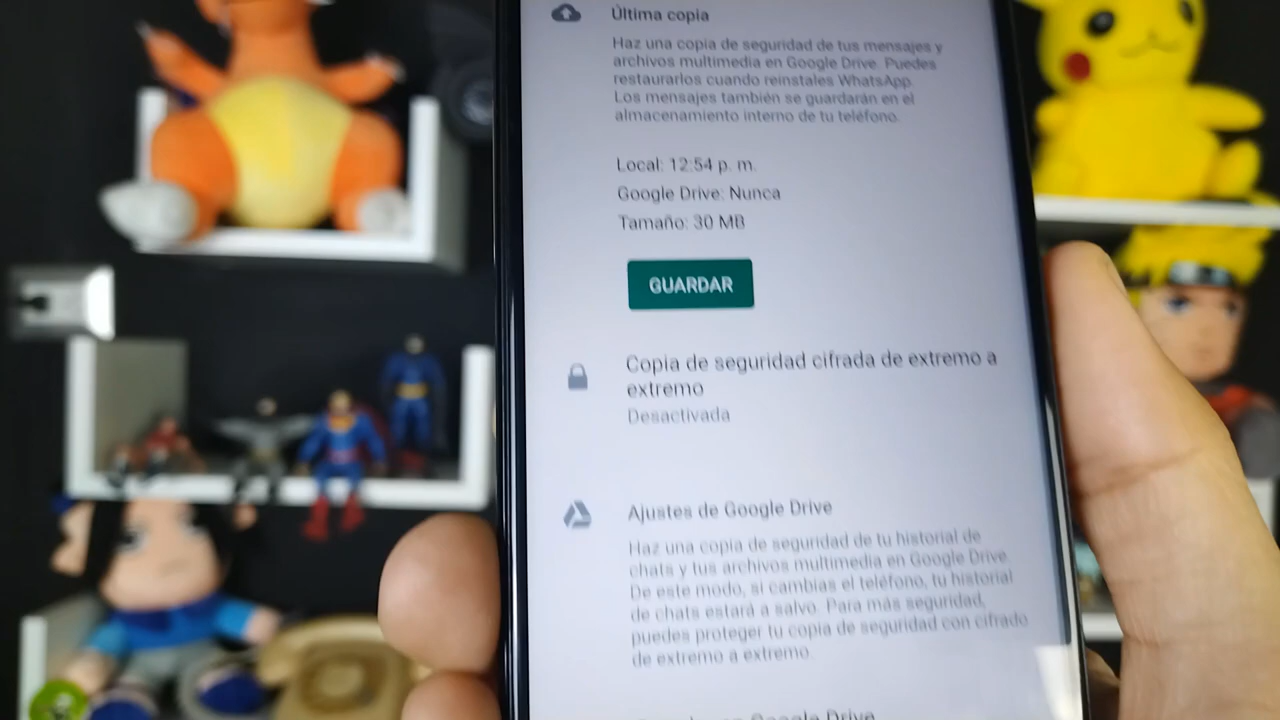 Última copia
Haz una copia de seguridad de tus mensajes y
archivos multimedia en Google Drive. Puedes
restaurarlos cuando reinstales WhatsApp.
Los mensajes también se guardarán en el
almacenamiento interno de tu teléfono.
Local: 12:54 p. m.
Google Drive: Nunca
Tamaño: 30 MB
GUARDAR
Copia de seguridad cifrada de extremo a
extremo
Desactivada
Ajustes de Google Drive
Haz una copia de seguridad de tu historial de
chats y tus archivos multimedia en Google Drive.
De este modo, si cambias el teléfono, tu historial
de chats estará a salvo. Para más seguridad,
puedes proteger tu copia de seguridad con cifrado
de extremo a extremo.
Google Drive